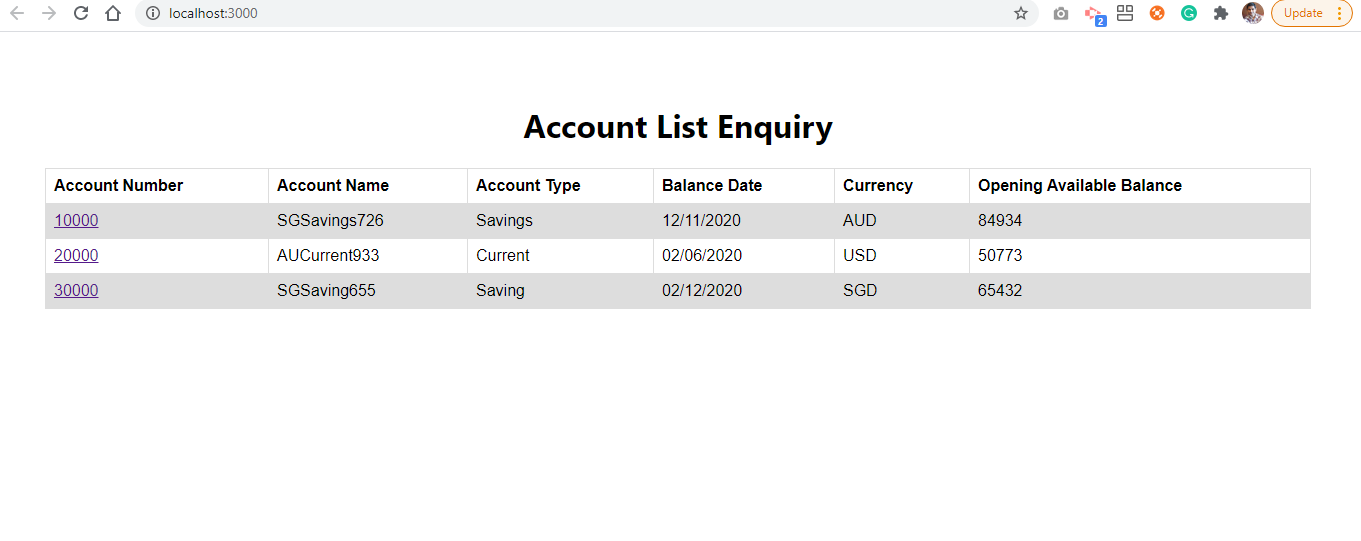 localhost:3000
2
Update
Account List Enquiry
Account Number Account Name Account Type Balance Date Currency Opening Available Balance
10000 SGSavings726 Savings 12/11/2020 AUD 84934
20000 AUCurrent933 Current 02/06/2020 USD 50773
30000 SGSaving655 Saving 02/12/2020 SGD 65432